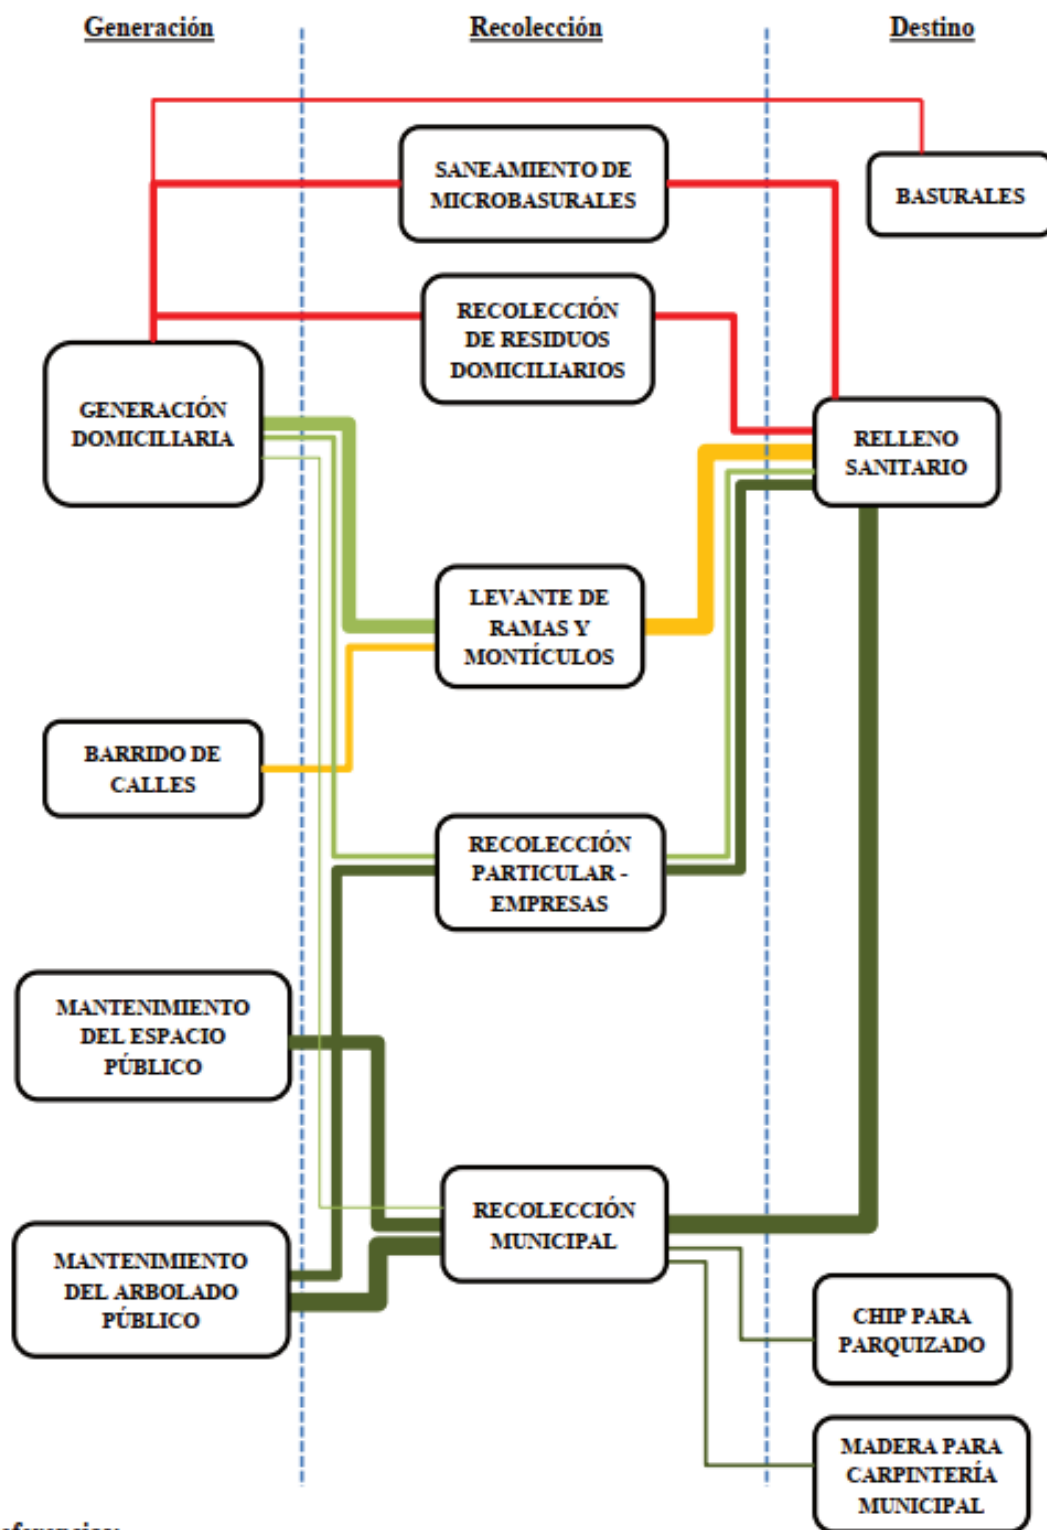 Generación
Recolección
Destino
SANEAMIENTO DE
MICROBASURALES
BASURALES
RECOLECCIÓN
DE RESIDUOS
DOMICILIARIOS
GENERACIÓN
DOMICILIARIA
RELLENO
SANITARIO
LEVANTE DE
RAMAS Y
MONTÍCULOS
BARRIDO DE
CALLES
RECOLECCIÓN
PARTICULAR -
EMPRESAS
MANTENIMIENTO
DEL ESPACIO
PÚBLICO
RECOLECCIÓN
MUNICIPAL
MANTENIMIENTO
DEL ARBOLADO
PÚBLICO
CHIP PARA
PARQUIZADO
MADERA PARA
CARPINTERÍA
MUNICIPAL